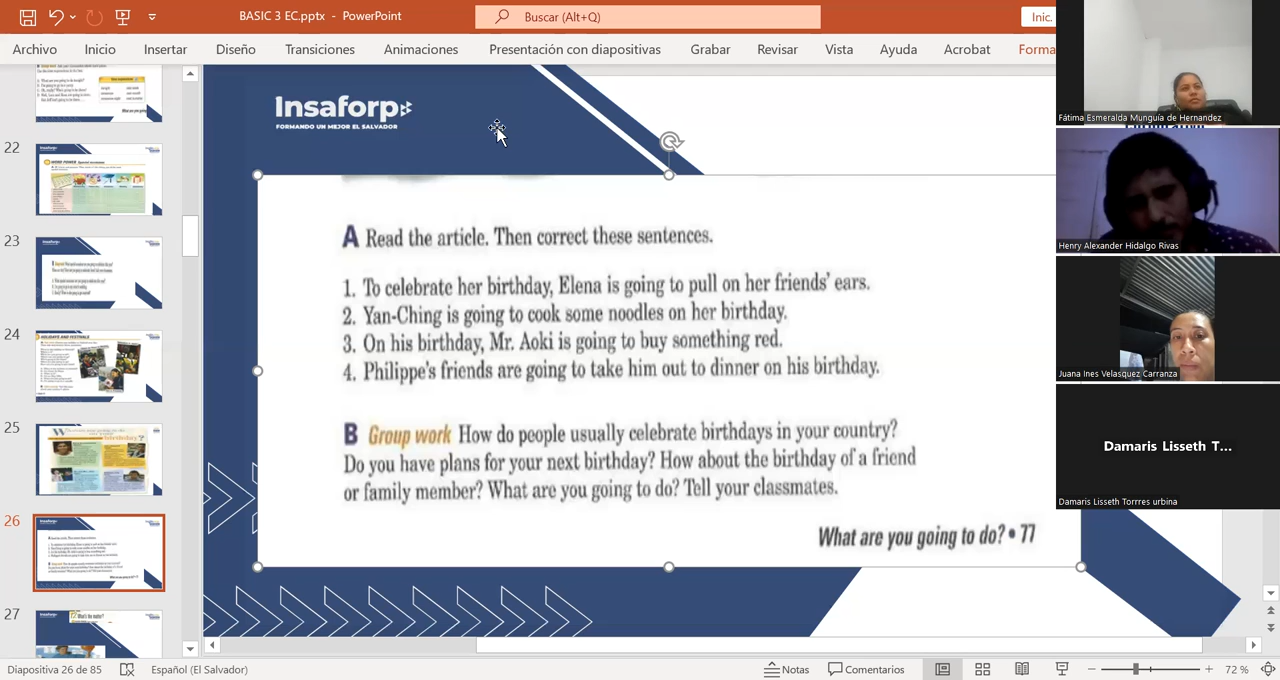 BASIC 3 EC.pptx - PowerPoint
Buscar (Alt+Q)
Inic.
Archivo Inicio Insertar Diseño Transiciones Animaciones Presentación con diapositivas Grabar Revisar Vista Ayuda Acrobat Forma
22
23
24
25
26
27
HOLIDAYS AND FESTIVALS
What's the matter?
Insaforp
FORMANDO UN MEJOR EL SALVADOR
A Read the article. Then correct these sentences.
1. To celebrate her birthday, Elena is going to pull on her friends' ears.
2. Yan-Ching is going to cook some noodles on her birthday.
3. On his birthday, Mr. Aoki is going to buy something red.
4. Philippe's friends are going to take him out to dinner on his birthday.
B Group work How do people usually celebrate birthdays in your country?
Do you have plans for your next birthday? How about the birthday of a friend
or family member? What are you going to do? Tell your classmates.
What are you going to do? • 77
Fátima Esmeralda Munguía de Hernandez
Henry Alexander Hidalgo Rivas
Juana Ines Velasquez Carranza
Damaris Lisseth T...
Damaris Lisseth Torrres urbina
Diapositiva 26 de 85 Español (El Salvador) Notas Comentarios 72 %